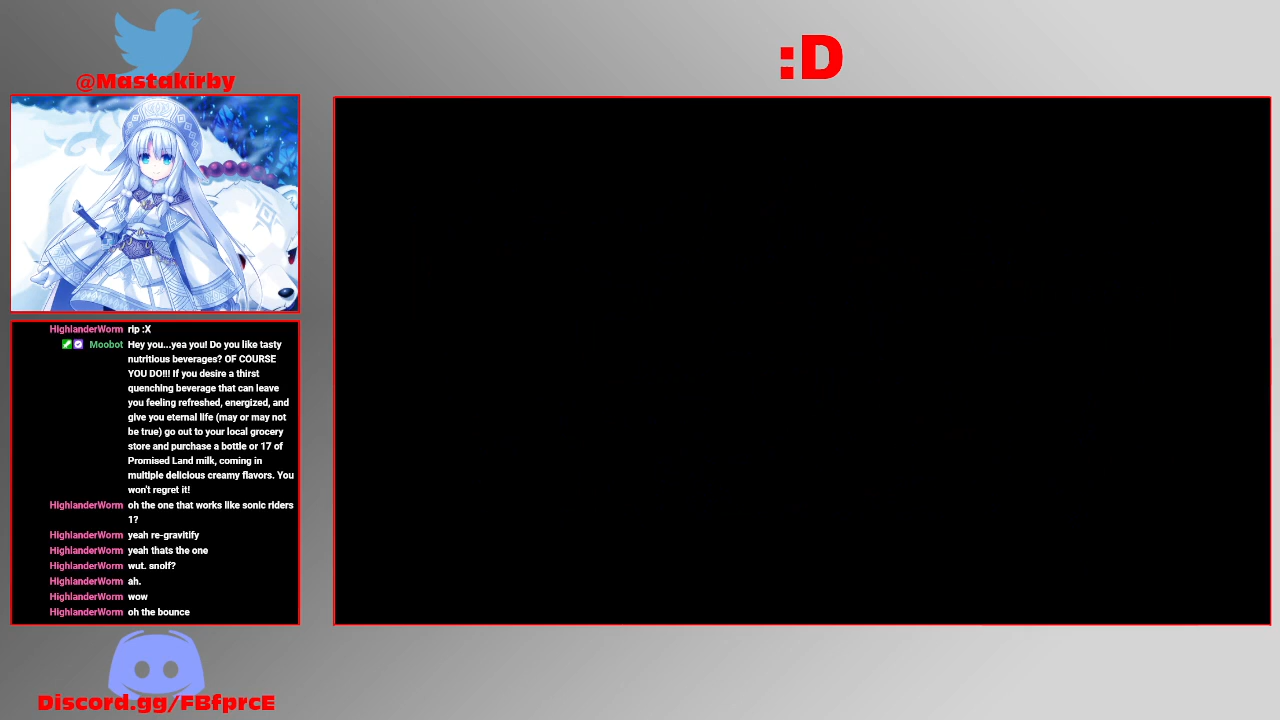 :D
@Mastakirby
HighlanderWorm rip :X
Moobot Hey you...yea you! Do you like tasty
nutritious beverages? OF COURSE
YOU DO!!! If you desire a thirst
quenching beverage that can leave
you feeling refreshed, energized, and
give you eternal life (may or may not
be true) go out to your local grocery
store and purchase a bottle or 17 of
Promised Land milk, coming in
multiple delicious creamy flavors. You
won't regret it!
HighlanderWorm oh the one that works like sonic riders
1?
HighlanderWorm yeah re-gravitify
HighlanderWorm yeah thats the one
HighlanderWorm wut. snolf?
HighlanderWorm ah.
HighlanderWorm wow
HighlanderWorm oh the bounce
Discord.gg/FBfprcE